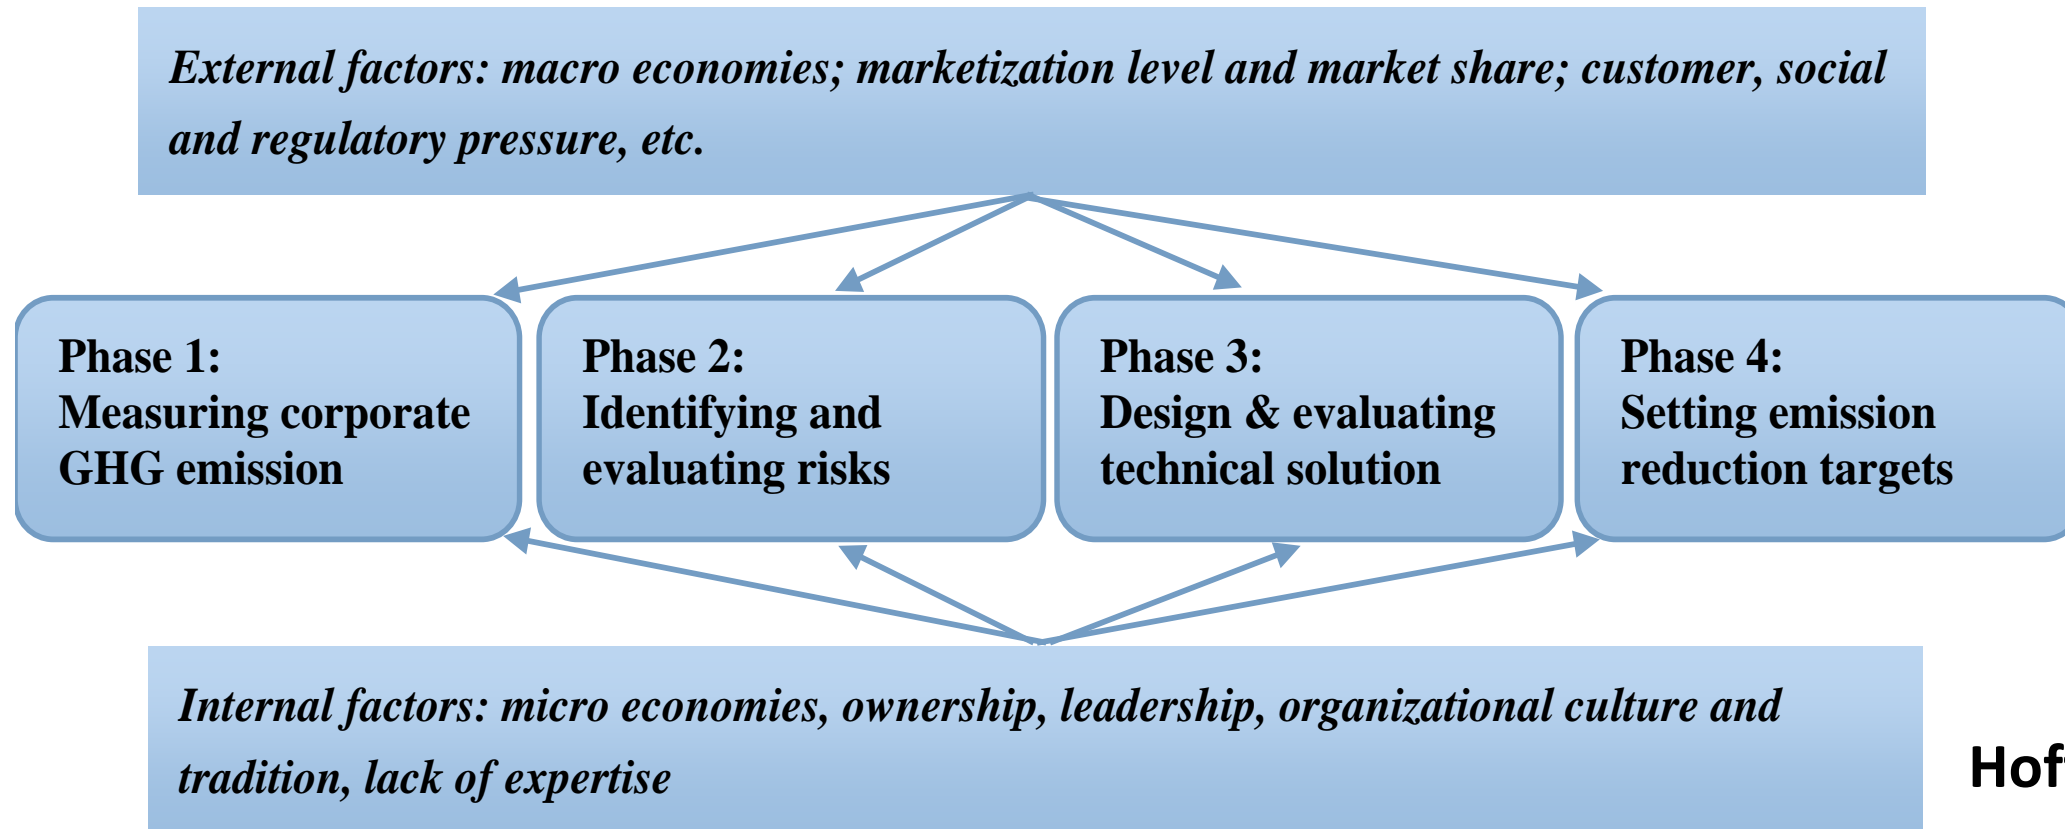 External factors: macro economies; marketization level and market share; customer, social
and regulatory pressure, etc.
Phase 1:
Measuring corporate
GHG emission
Phase 2:
Identifying and
evaluating risks
Phase 3:
Design & evaluating
technical solution
Phase 4:
Setting emission
reduction targets
Internal factors: micro economies, ownership, leadership, organizational culture and
tradition, lack of expertise